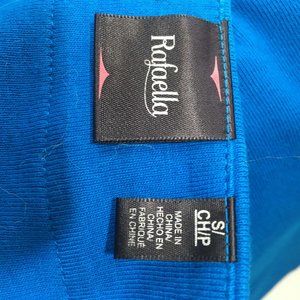 Rafaella
S/
CH/P
MADE IN
CHINA/
HECHO EN
CHINA/
FABRIQUÉ
EN CHINE